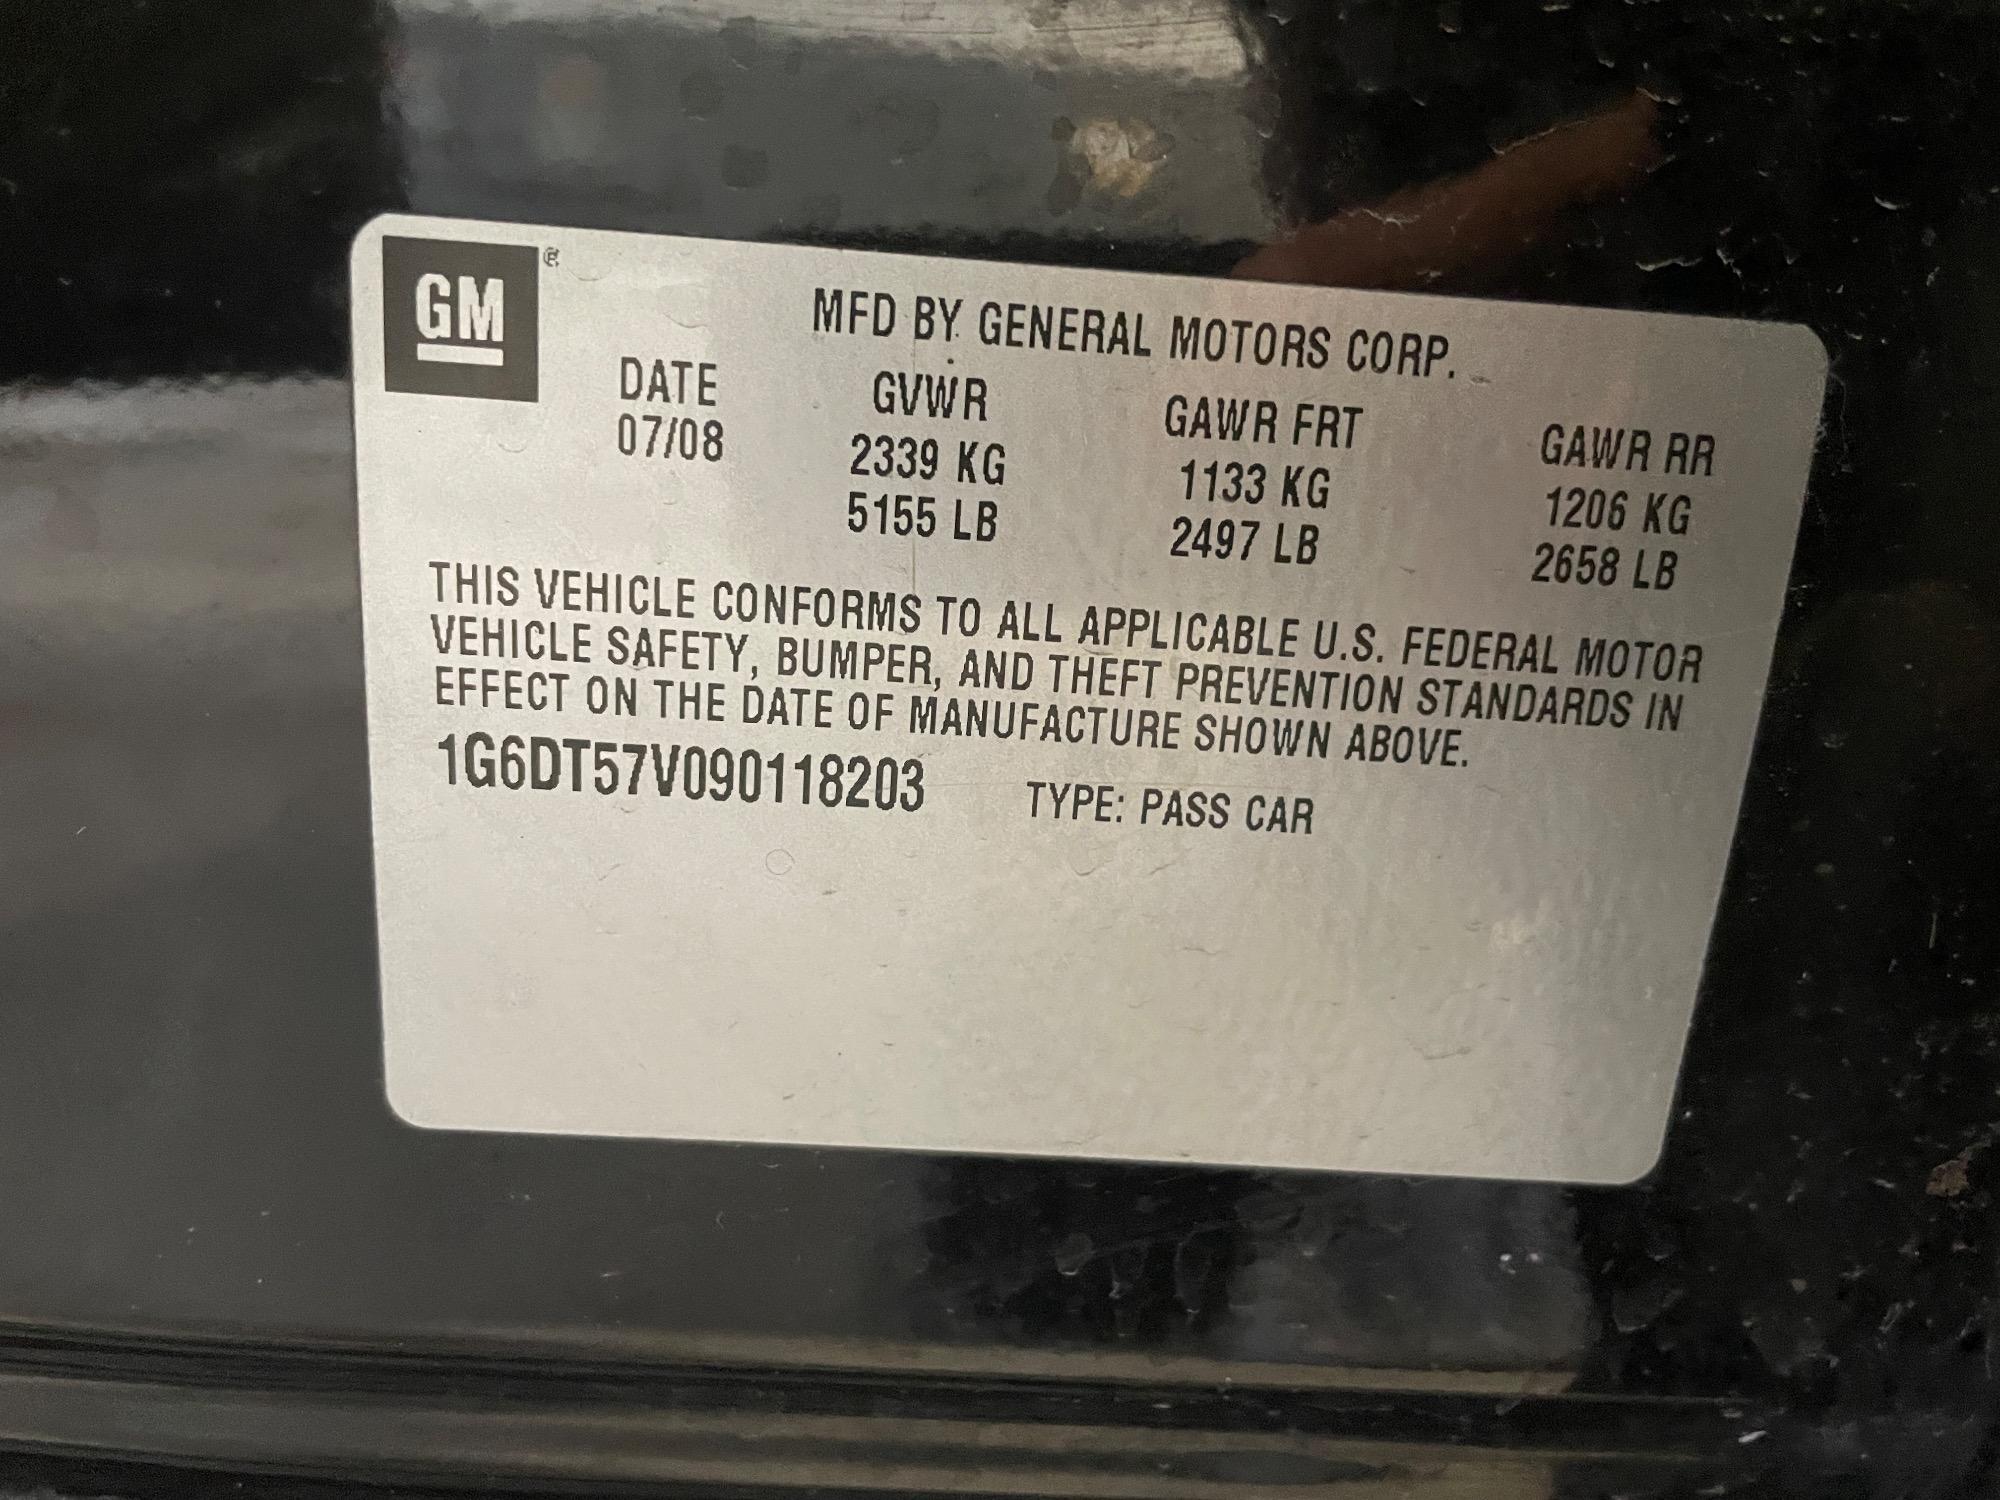 GM ®
MFD BY GENERAL MOTORS CORP.
DATE GVWR GAWR FRT GAWR RR
07/08 2339 KG 1133 KG 1206 KG
5155 LB 2497 LB 2658 LB
THIS VEHICLE CONFORMS TO ALL APPLICABLE U.S. FEDERAL MOTOR
VEHICLE SAFETY, BUMPER, AND THEFT PREVENTION STANDARDS IN
EFFECT ON THE DATE OF MANUFACTURE SHOWN ABOVE.
1G6DT57V090118203 TYPE: PASS CAR